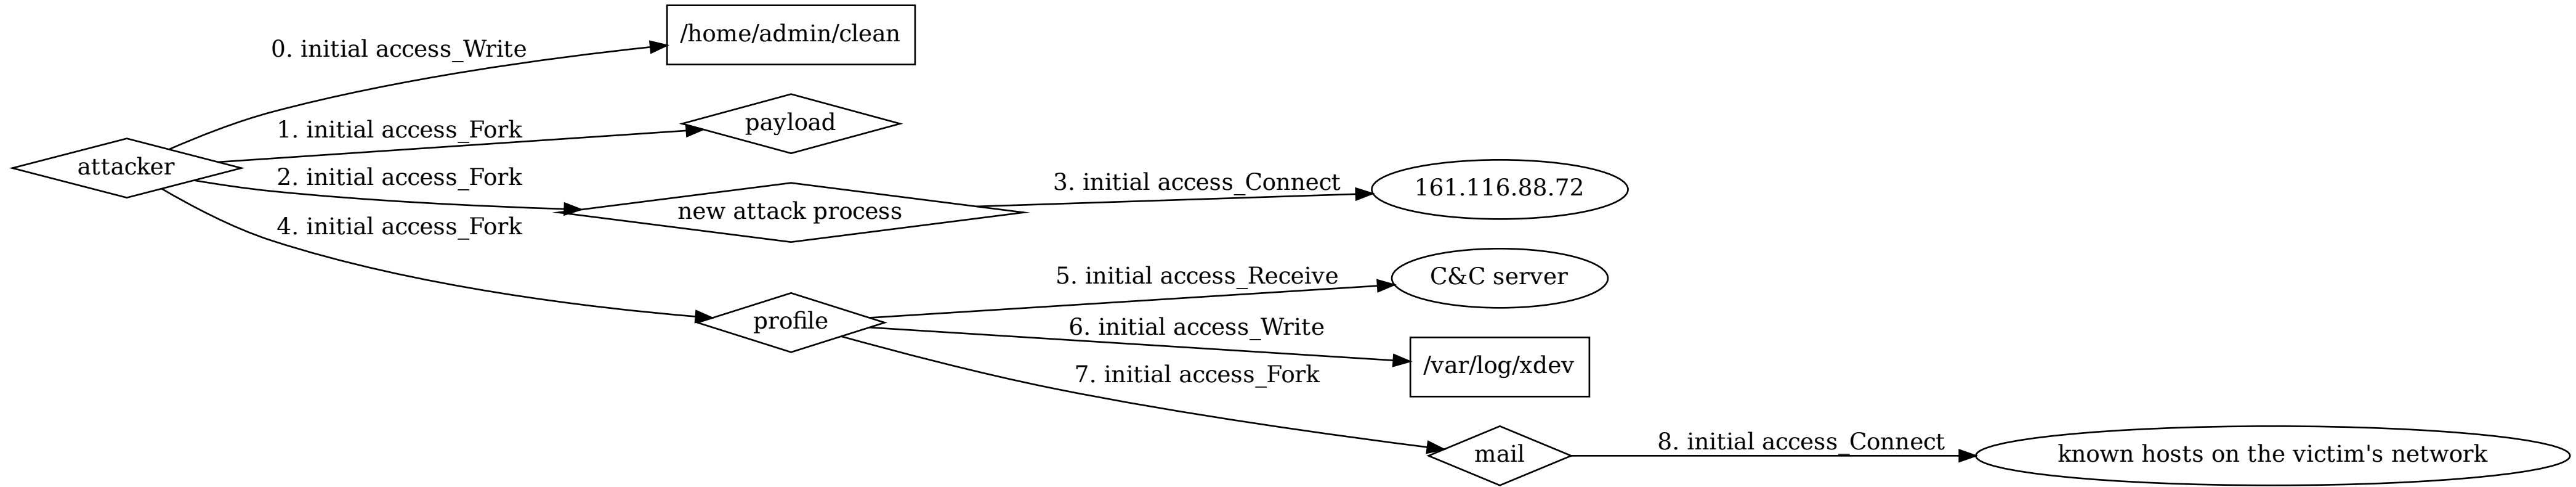 0. initial access_Write
/home/admin/clean
1. initial access_Fork
payload
attacker
2. initial access_Fork
new attack process
3. initial access_Connect
161.116.88.72
4. initial access_Fork
profile
5. initial access_Receive
C&C server
6. initial access_Write
/var/log/xdev
7. initial access_Fork
mail
8. initial access_Connect
known hosts on the victim's network